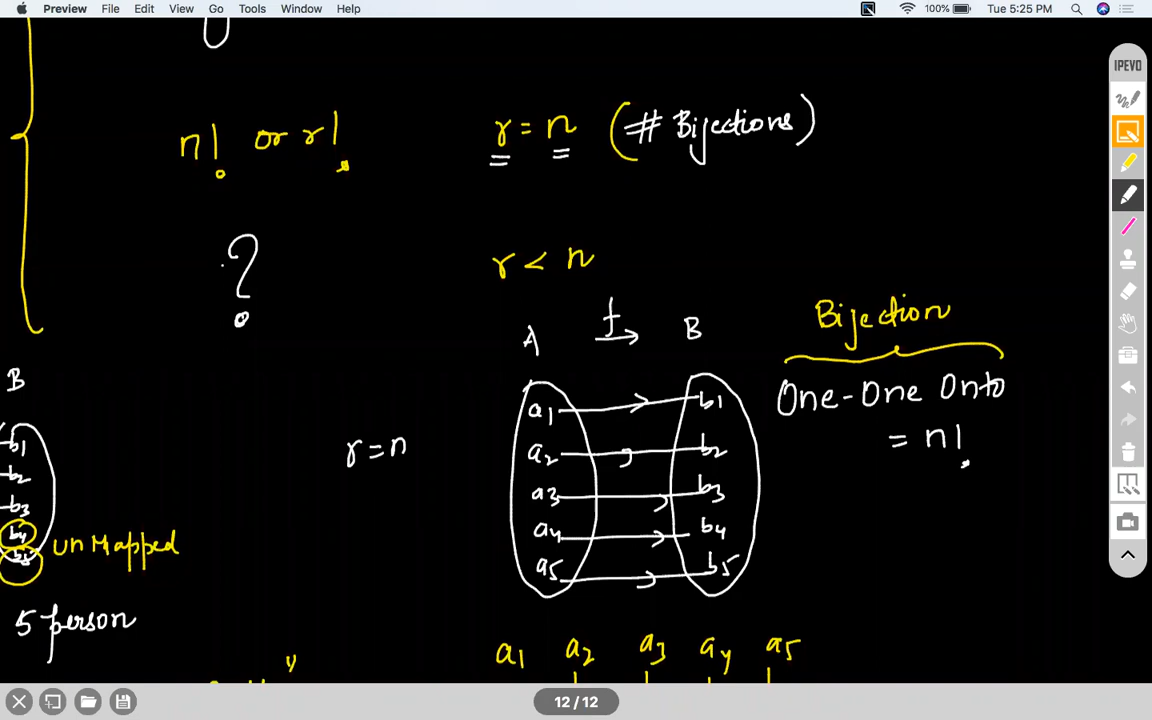 Preview File Edit View Go Tools Window Help 100% Tue 5:25 PM
IPEVO
n! or r! r = n (# Bijections)
? r < n
A f B Bijection
B
One-One Onto
= n!
a1 b1
a2 b2
a3 b3
a4 b4
a5 b5
r = n
b1
b2
b3
b4
b5 unMapped
5 person
a1 a2 a3 a4 a5
12 / 12